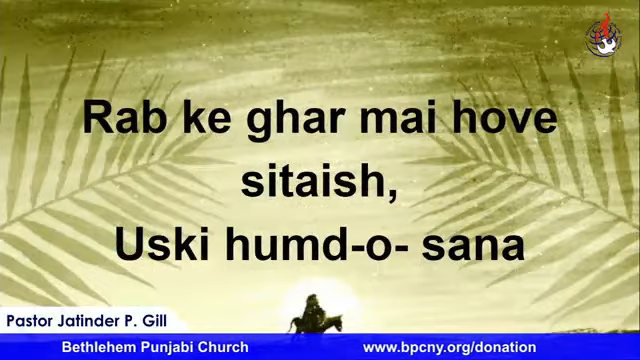 Rab ke ghar mai hove
sitaish,
Uski humd-o- sana
Pastor Jatinder P. Gill
Bethlehem Punjabi Church
www.bpcny.org/donation